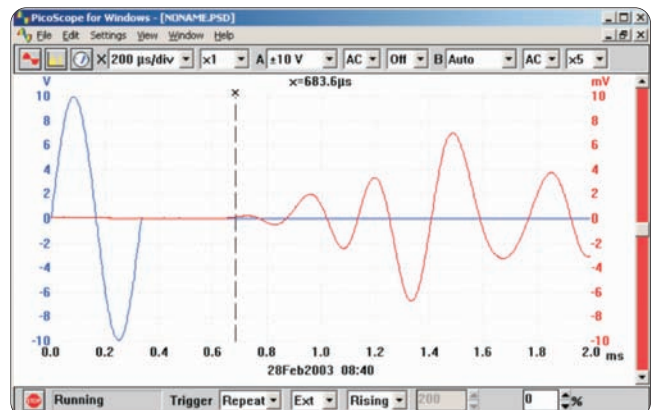 PicoScope for Windows - [NONAME.PSD]
File Edit Settings View Window Help
X 200 µs/div x1 A ±10 V AC Off B Auto AC x5
V x=683.6µs mV
10 10
8 8
6 6
4 4
2 2
0 0
-2 -2
-4 -4
-6 -6
-8 -8
-10 -10
0.0 0.2 0.4 0.6 0.8 1.0 1.2 1.4 1.6 1.8 2.0 ms
28Feb2003 08:40
STOP Running Trigger Repeat Ext Rising 200 0 %